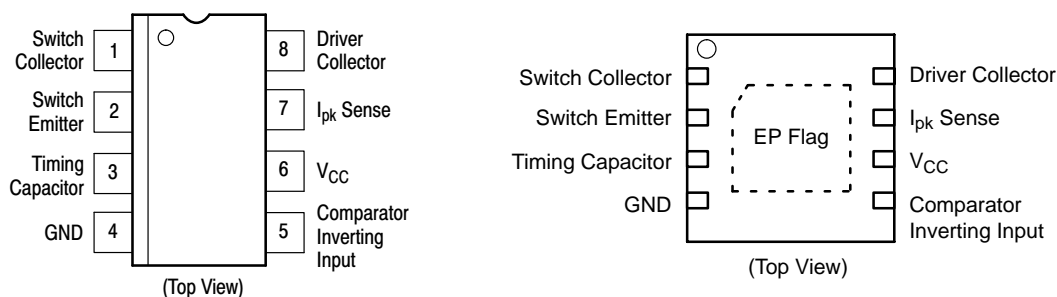 Switch
Collector
1
8
Driver
Collector
Switch
Emitter
2
7
Ipk Sense
Timing
Capacitor
3
6
VCC
GND
4
5
Comparator
Inverting
Input
(Top View)
Switch Collector
Driver Collector
Switch Emitter
Ipk Sense
EP Flag
Timing Capacitor
VCC
GND
Comparator
Inverting Input
(Top View)